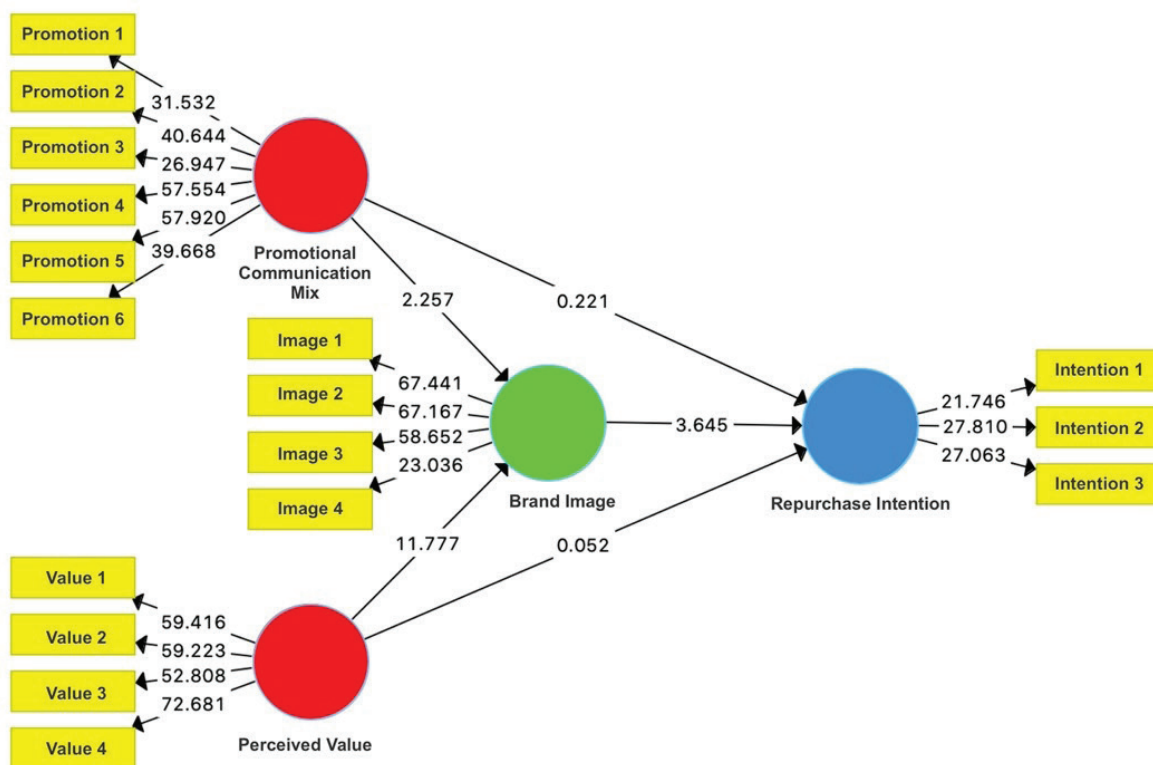 Promotion 1
31.532
Promotion 2
40.644
Promotion 3
26.947
57.554
Promotion 4
57.920
Promotion 5
39.668
Promotion 6
Promotional
Communication
Mix
2.257
0.221
Image 1
67.441
Image 2
67.167
Image 3
58.652
23.036
Image 4
Brand Image
3.645
Repurchase Intention
Intention 1
21.746
Intention 2
27.810
27.063
Intention 3
11.777
0.052
Value 1
59.416
Value 2
59.223
52.808
Value 3
72.681
Value 4
Perceived Value